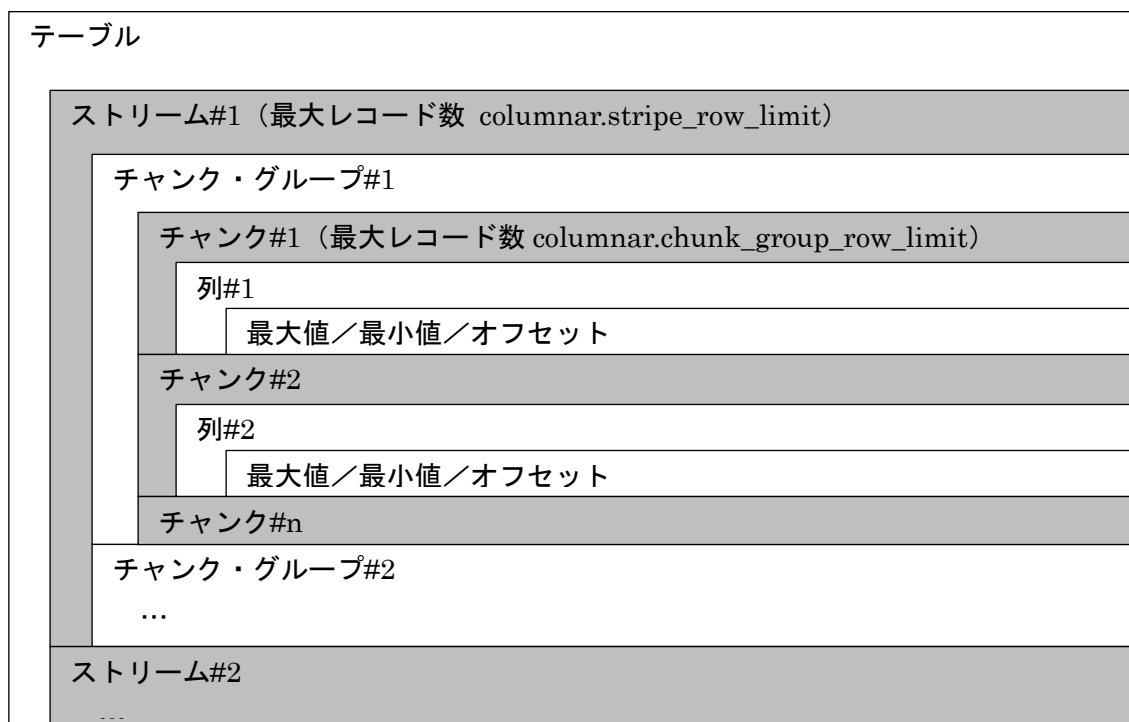 テーブル
ストリーム#1（最大レコード数 columnar.stripe_row_limit）
チャンク・グループ#1
チャンク#1（最大レコード数 columnar.chunk_group_row_limit）
列#1
最大値／最小値／オフセット
チャンク#2
列#2
最大値／最小値／オフセット
チャンク#n
チャンク・グループ#2
…
ストリーム#2
…